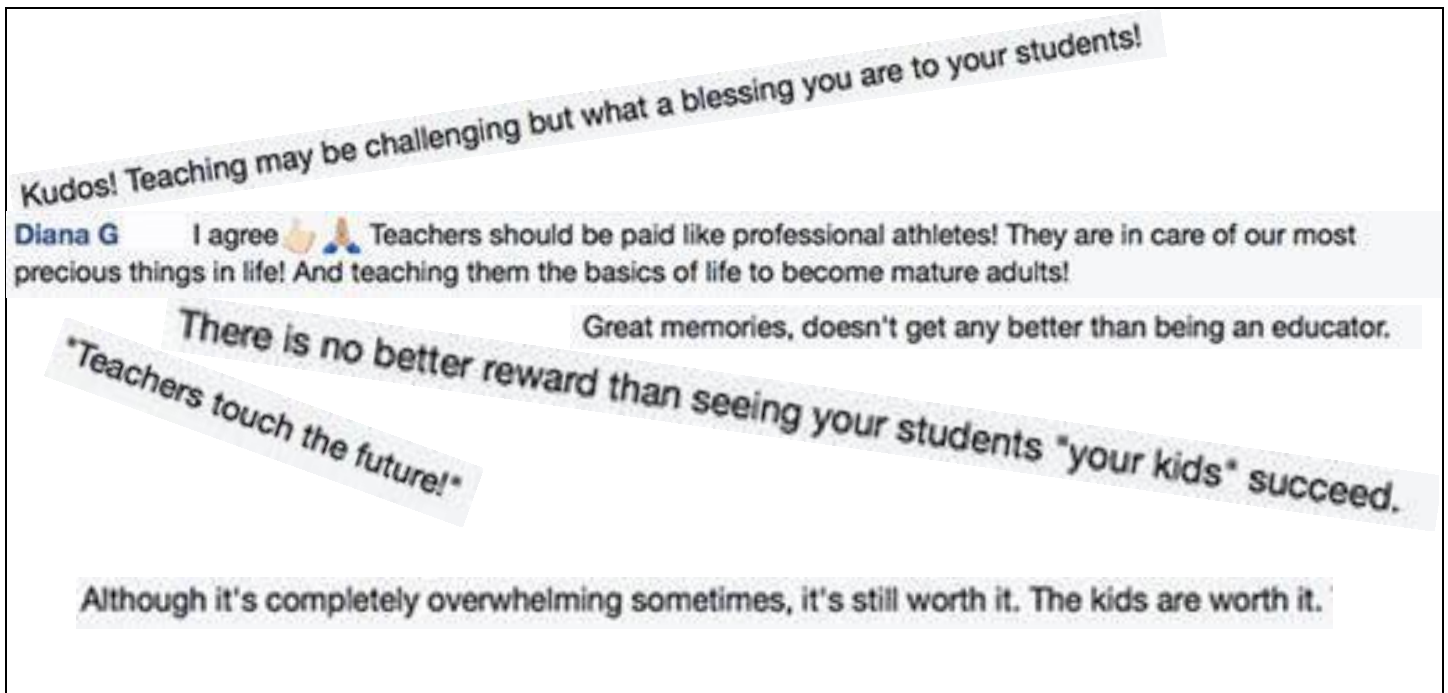 Kudos! Teaching may be challenging but what a blessing you are to your students!
Diana G I agree 👍🏻 🙏🏽 Teachers should be paid like professional athletes! They are in care of our most
precious things in life! And teaching them the basics of life to become mature adults!
Great memories, doesn't get any better than being an educator.
There is no better reward than seeing your students "your kids" succeed.
"Teachers touch the future!"
Although it's completely overwhelming sometimes, it's still worth it. The kids are worth it.